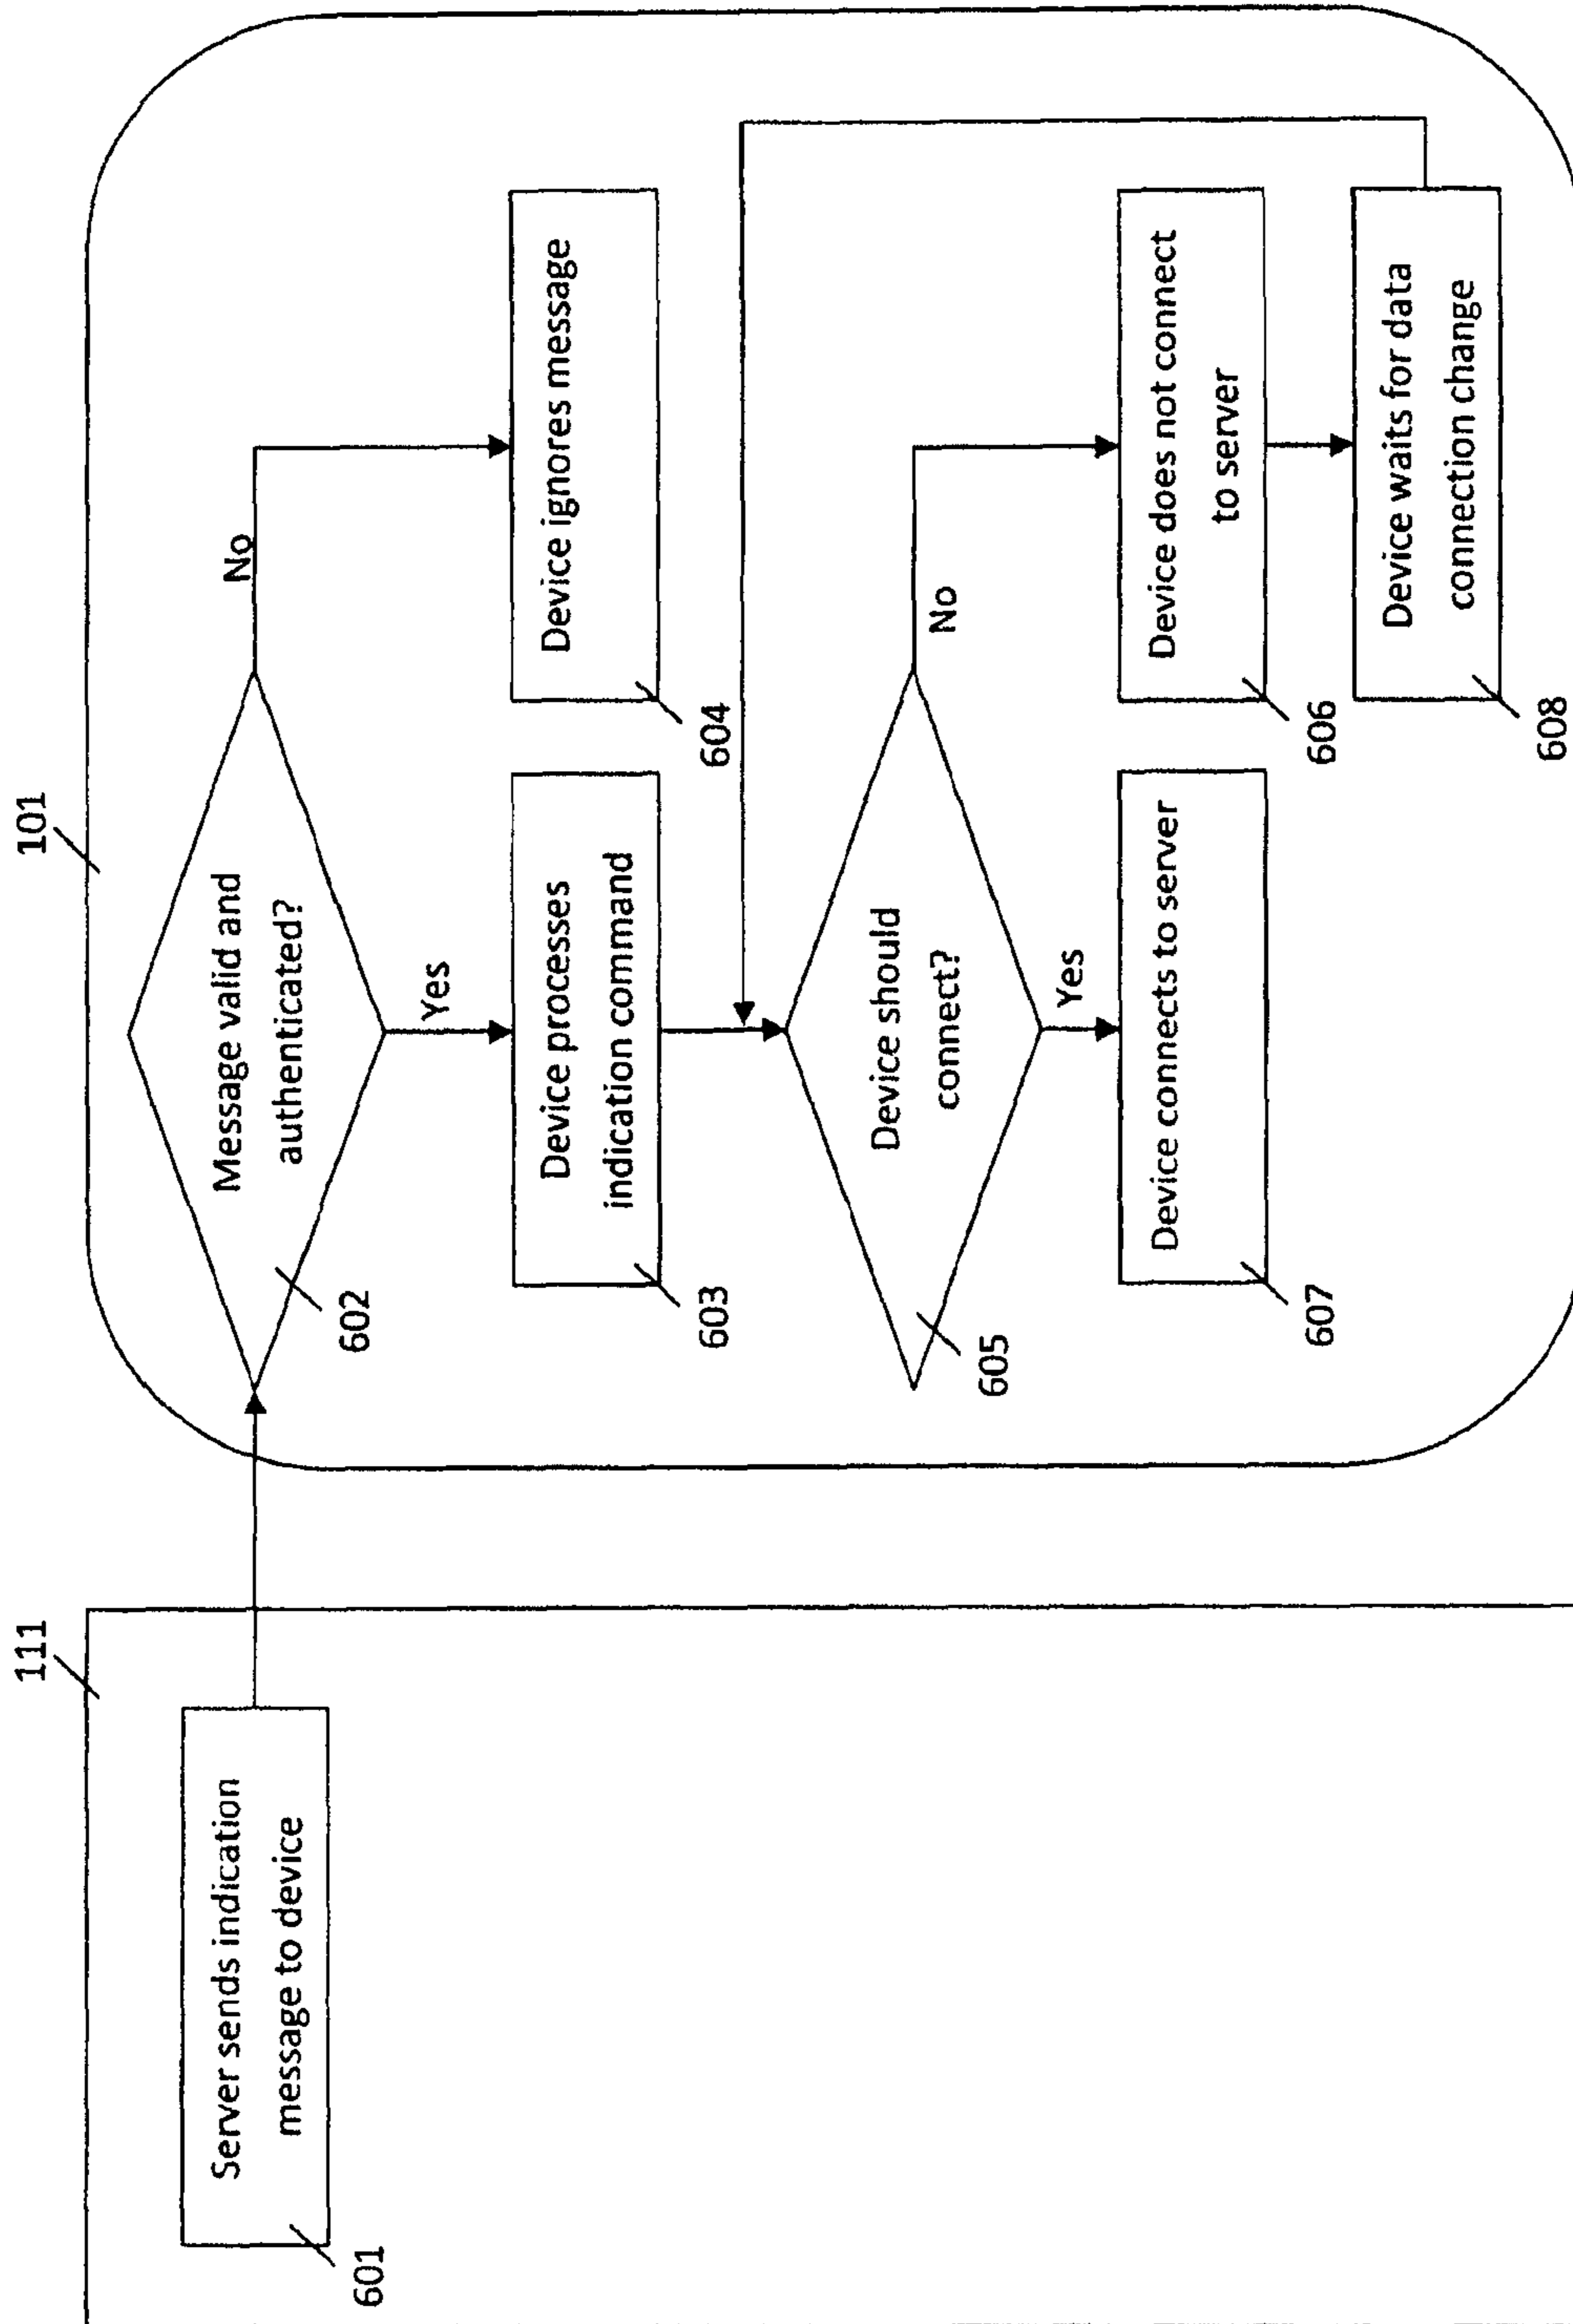 111
101
Server sends indication
message to device
601
Message valid and
authenticated?
602
No
Yes
Device processes
indication command
603
Device ignores message
604
Device should
connect?
605
No
Yes
Device connects to server
607
Device does not connect
to server
606
Device waits for data
connection change
608